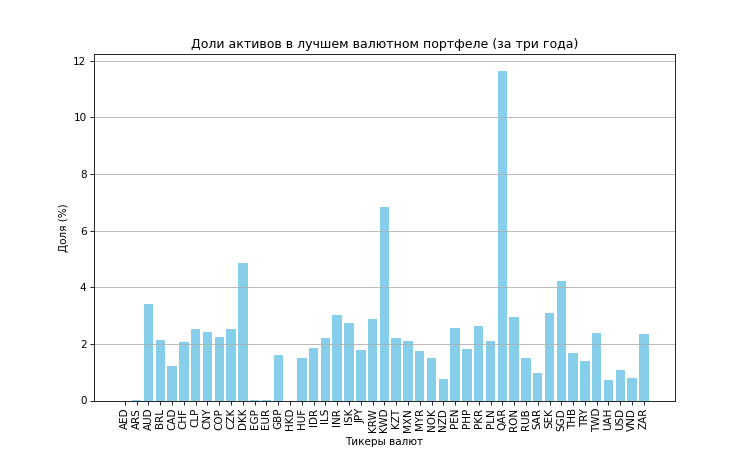 Доли активов в лучшем валютном портфеле (за три года)
Доля (%)
12
10
8
6
4
2
0
AED ARS AUD BRL CAD CHF CLP CNY COP CZK DKK EGP EUR GBP HKD HUF IDR ILS INR ISK JPY KRW KWD KZT MXN MYR NOK NZD PEN PHP PKR PLN QAR RON RUB SAR SEK SGD THB TRY TWD UAH USD VND ZAR
Тикеры валют